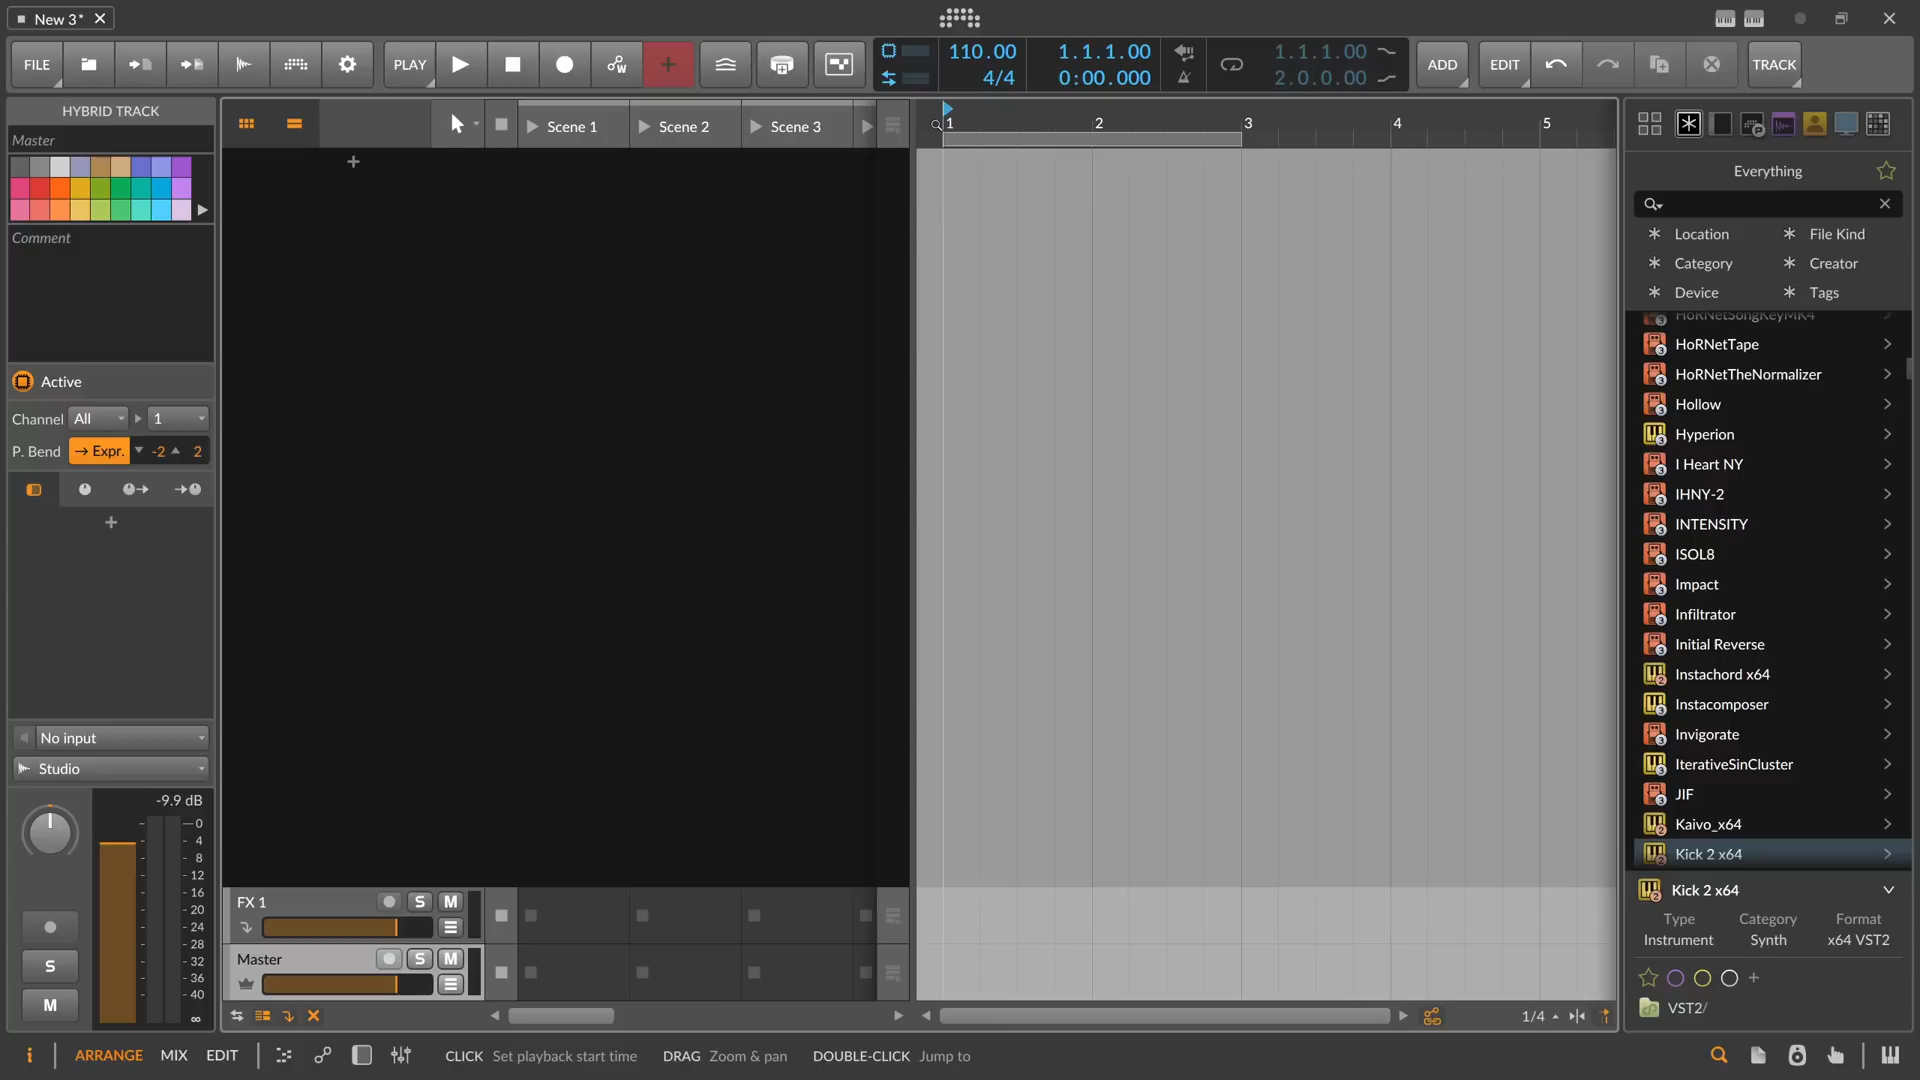 New 3*
FILE
PLAY
110.00
4/4
1.1.1.00
0:00.000
1.1.1.00
2.0.0.00
ADD
EDIT
TRACK
HYBRID TRACK
Master
Comment
Active
Channel All 1
P. Bend Expr. -2 2
No input
Studio
-9.9 dB
0
4
8
12
16
20
24
28
32
36
40
∞
S
M
Scene 1
Scene 2
Scene 3
1 2 3 4 5
FX 1 S M
Master S M
1/4
Everything
Location
File Kind
Category
Creator
Device
Tags
HoRNetSongKeyMK4
HoRNetTape
HoRNetTheNormalizer
Hollow
Hyperion
I Heart NY
IHNY-2
INTENSITY
ISOL8
Impact
Infiltrator
Initial Reverse
Instachord x64
Instacomposer
Invigorate
IterativeSinCluster
JIF
Kaivo_x64
Kick 2 x64
Kick 2 x64
Type Category Format
Instrument Synth x64 VST2
VST2/
i ARRANGE MIX EDIT
CLICK Set playback start time DRAG Zoom & pan DOUBLE-CLICK Jump to